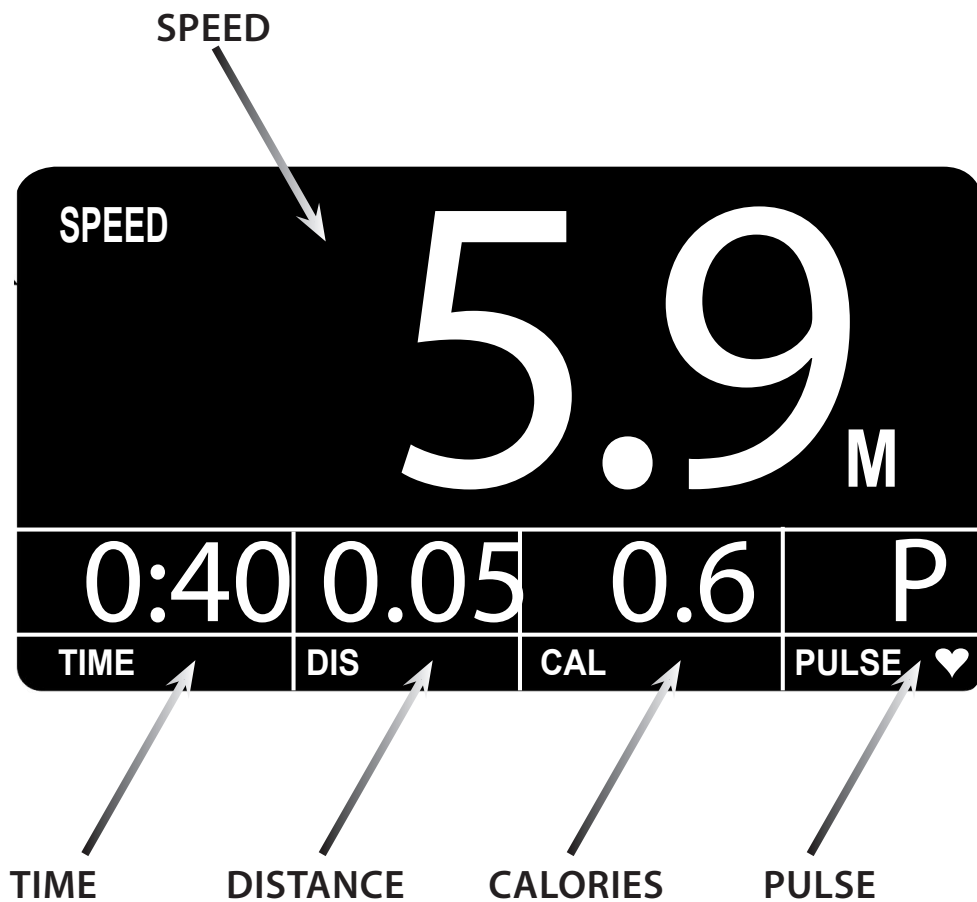 SPEED
SPEED
5.9
M
0:40 0.05 0.6 P
TIME DIS CAL PULSE
TIME DISTANCE CALORIES PULSE